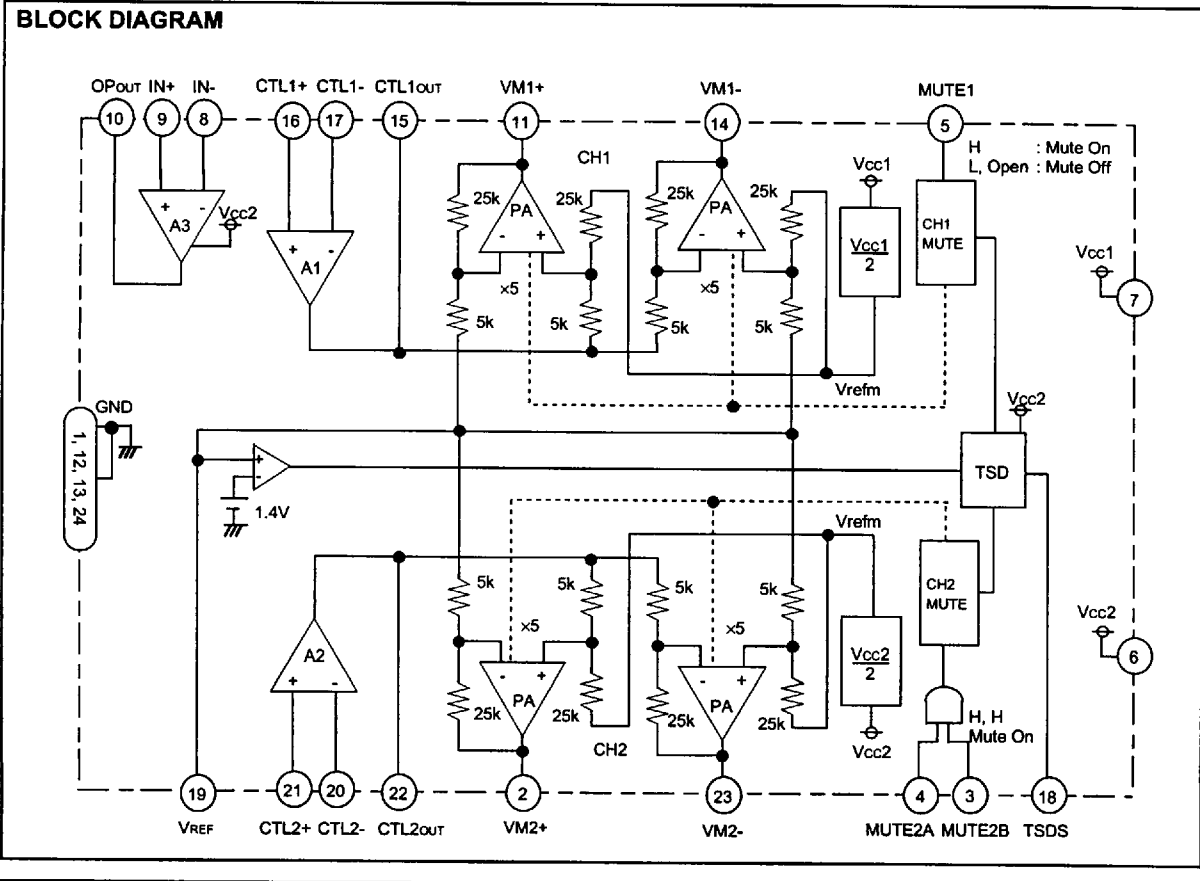 BLOCK DIAGRAM
OPOUT IN+ IN- CTL1+ CTL1- CTL1OUT VM1+ VM1- MUTE1
10 9 8 16 17 15 11 14 5
H : Mute On
L, Open : Mute Off
CH1
Vcc1
25k 25k 25k 25k
+ - A3
Vcc2
PA - +
PA - +
Vcc1
2
CH1
MUTE
+ - A1
×5 ×5
5k 5k 5k 5k
Vcc1
7
Vrefm
GND
1, 12, 13, 24
Vcc2
TSD
+
-
1.4V
Vrefm
5k 5k 5k 5k
CH2
MUTE
×5 ×5
Vcc2
6
A2
+ -
- + PA
- + PA
Vcc2
2
25k 25k 25k 25k
CH2
Vcc2
H, H
Mute On
19 21 20 22 2 23 4 3 18
VREF CTL2+ CTL2- CTL2OUT VM2+ VM2- MUTE2A MUTE2B TSDS